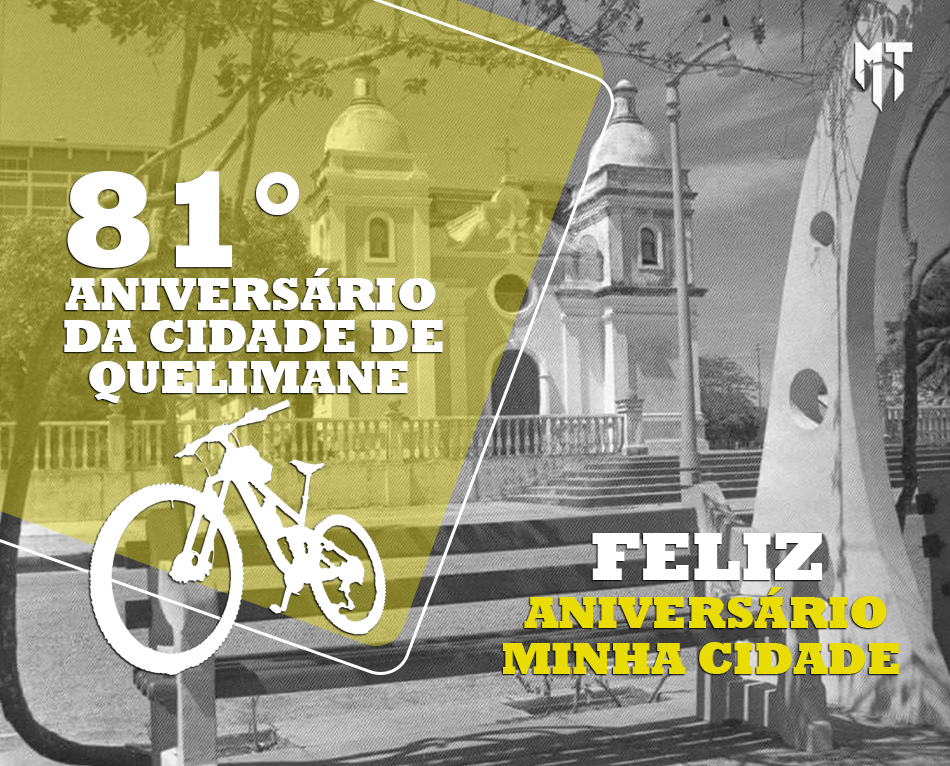 MT
81°
ANIVERSÁRIO
DA CIDADE DE
QUELIMANE
FELIZ
ANIVERSÁRIO
MINHA CIDADE